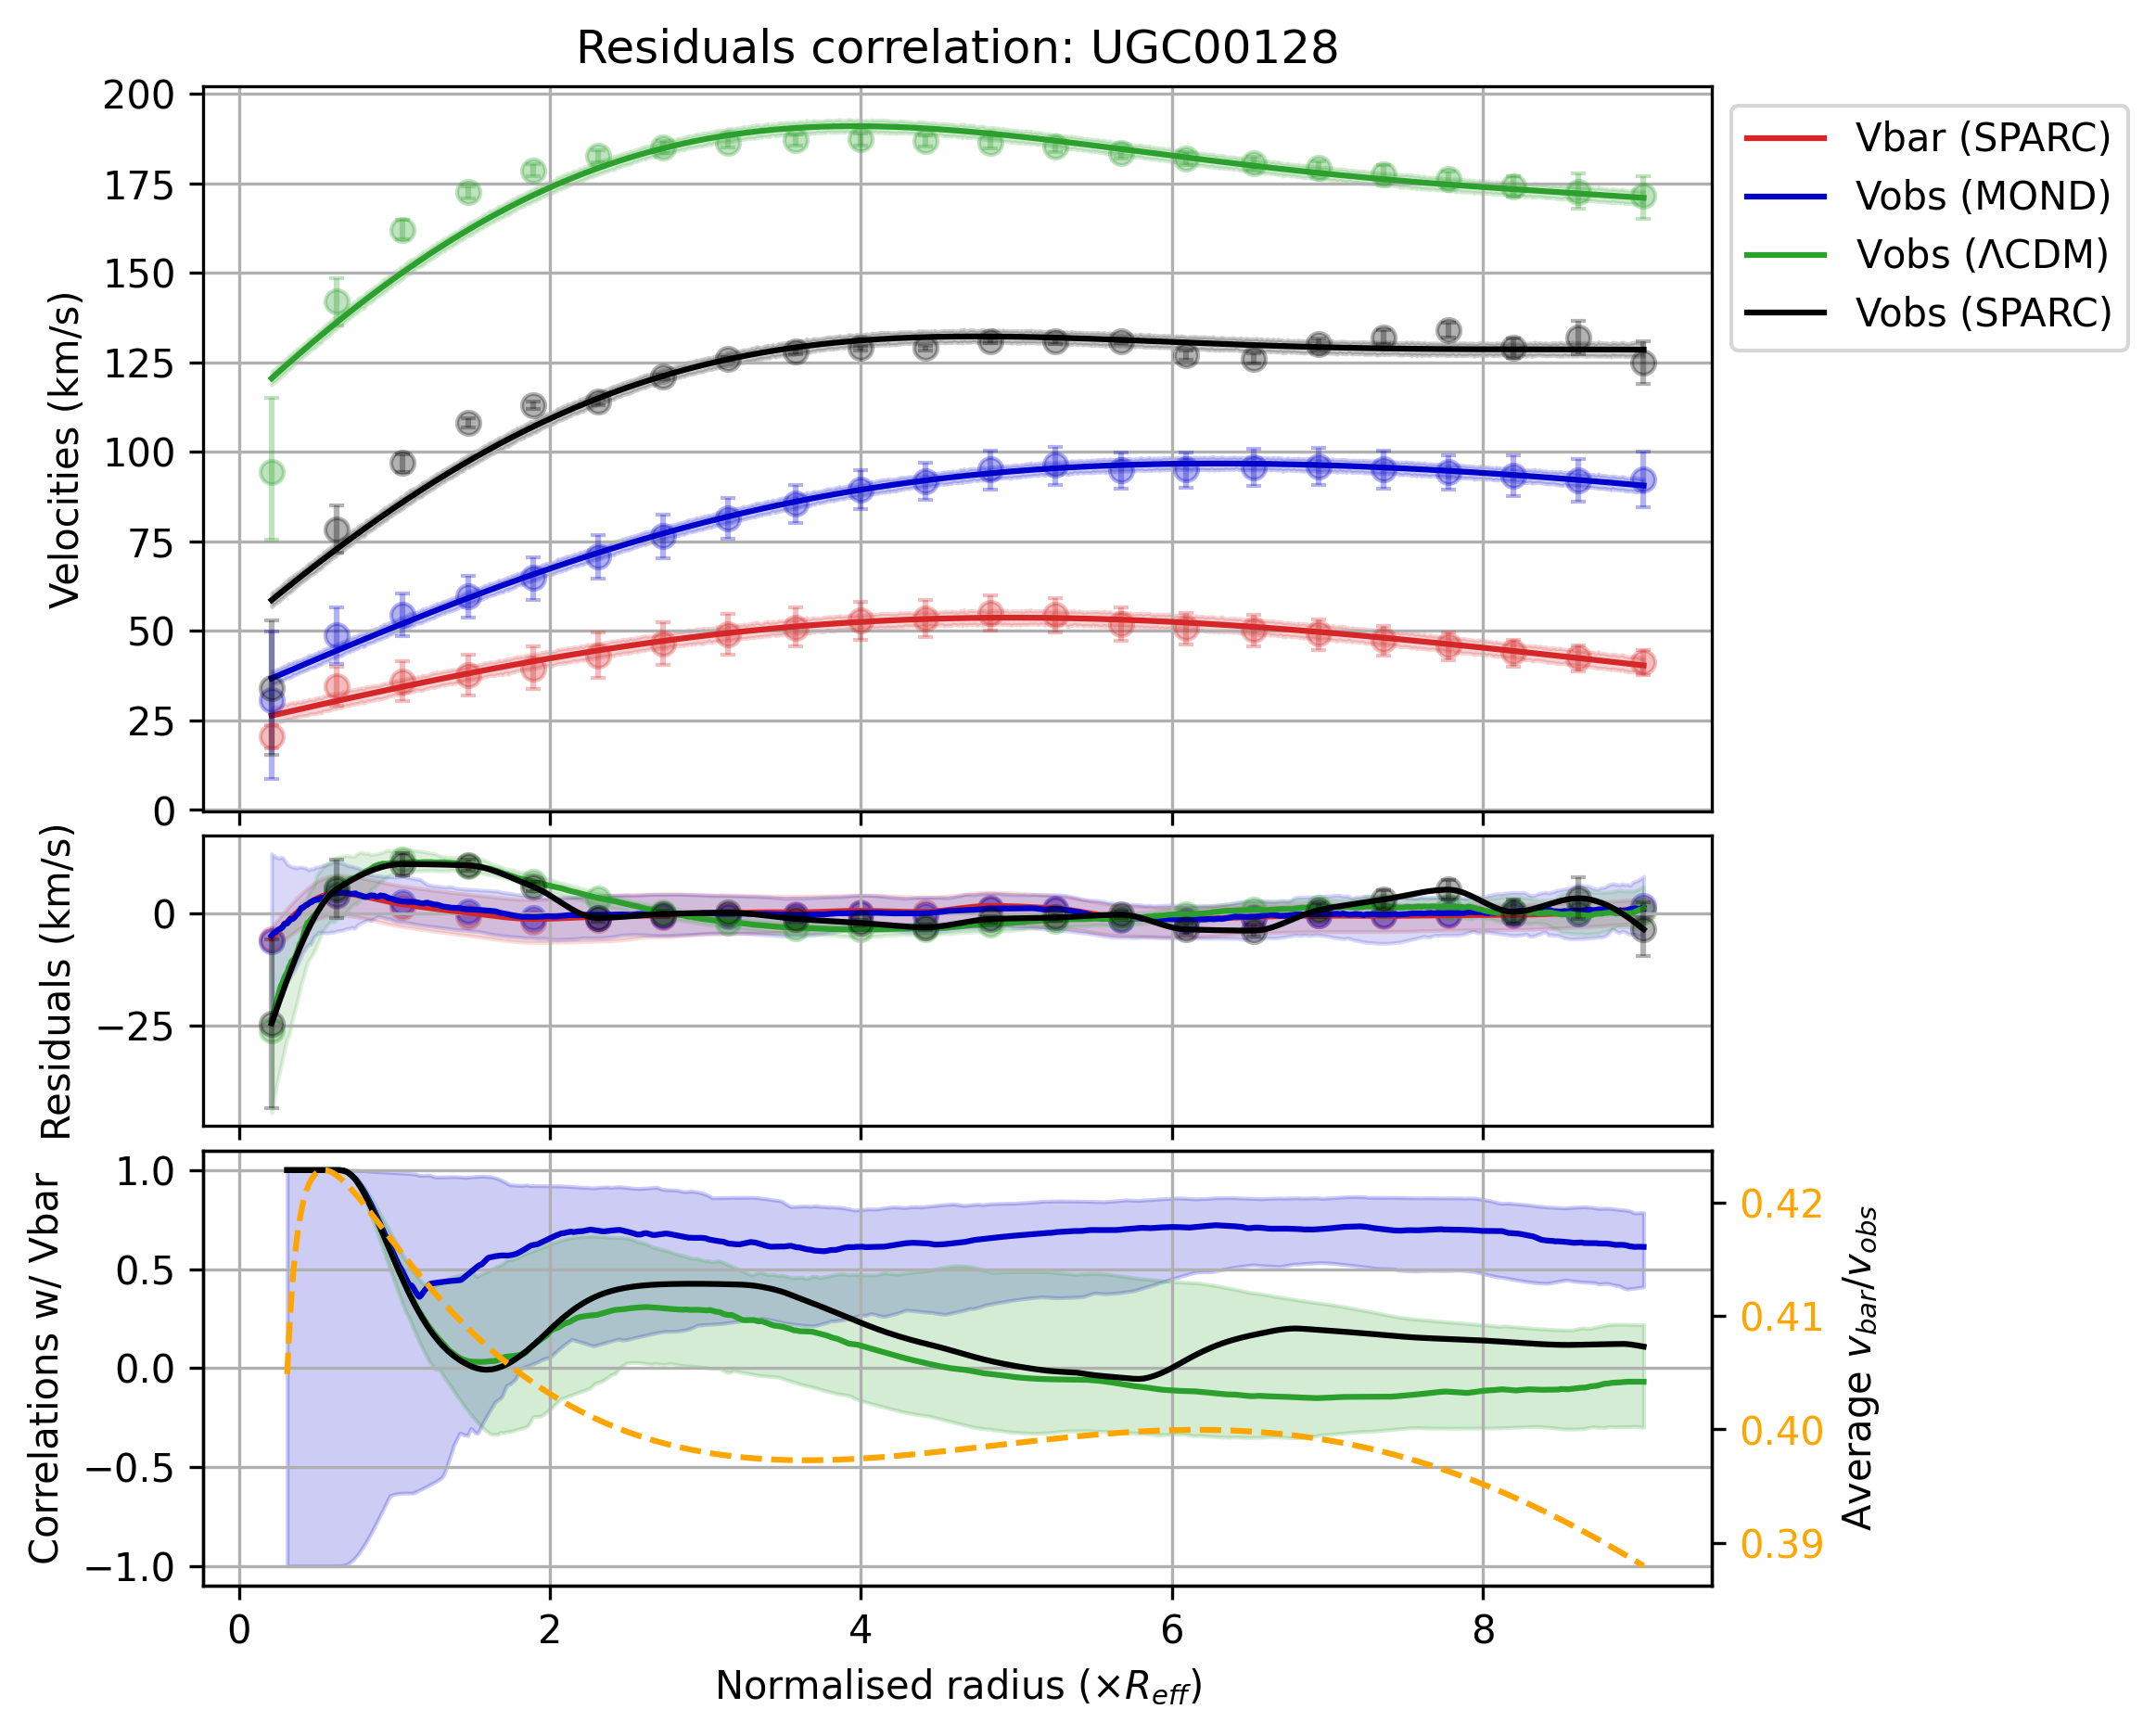 Residuals correlation: UGC00128
Velocities (km/s)
200
175
150
125
100
75
50
25
0
Vbar (SPARC)
Vobs (MOND)
Vobs (ΛCDM)
Vobs (SPARC)
Residuals (km/s)
0
−25
Correlations w/ Vbar
1.0
0.5
0.0
−0.5
−1.0
0.42
0.41
0.40
0.39
Average v_bar/v_obs
0 2 4 6 8
Normalised radius (×R_eff)